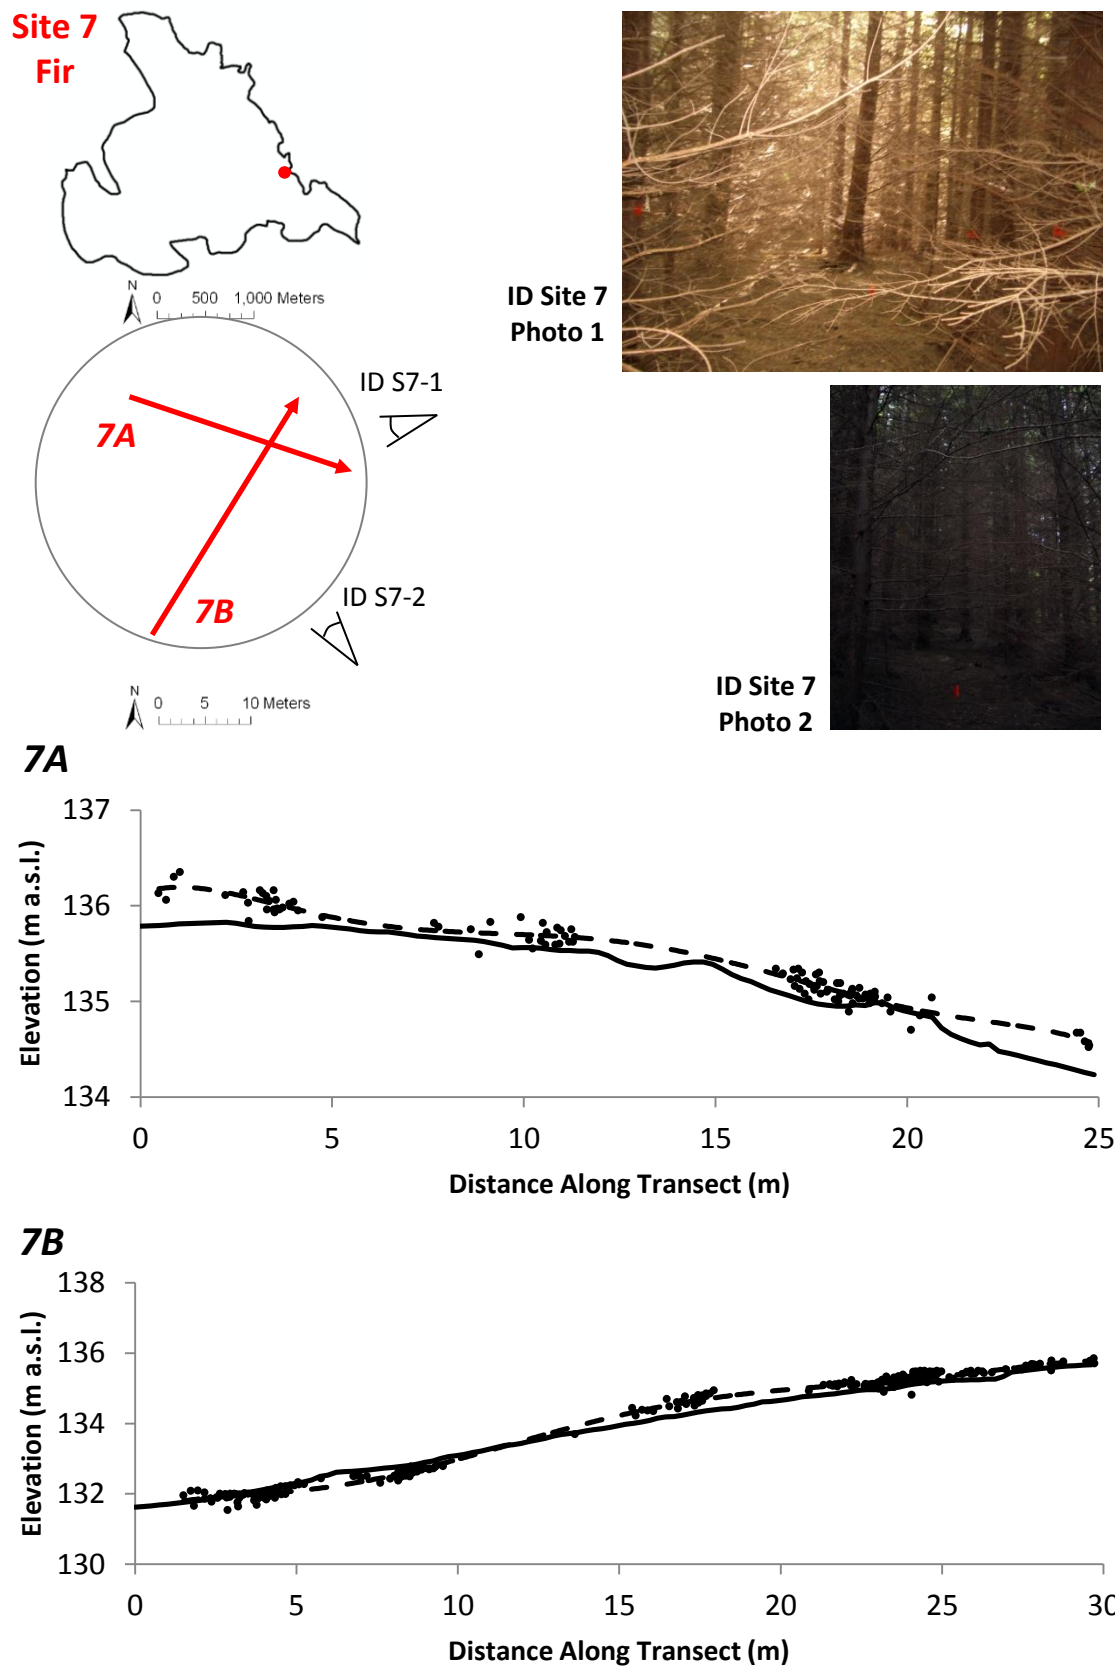 Site 7
Fir
N
0 500 1,000 Meters
ID Site 7
Photo 1
ID S7-1
7A
7B
ID S7-2
N
0 5 10 Meters
ID Site 7
Photo 2
7A
137
136
135
134
Elevation (m a.s.l.)
0 5 10 15 20 25
Distance Along Transect (m)
7B
138
136
134
132
130
Elevation (m a.s.l.)
0 5 10 15 20 25 30
Distance Along Transect (m)